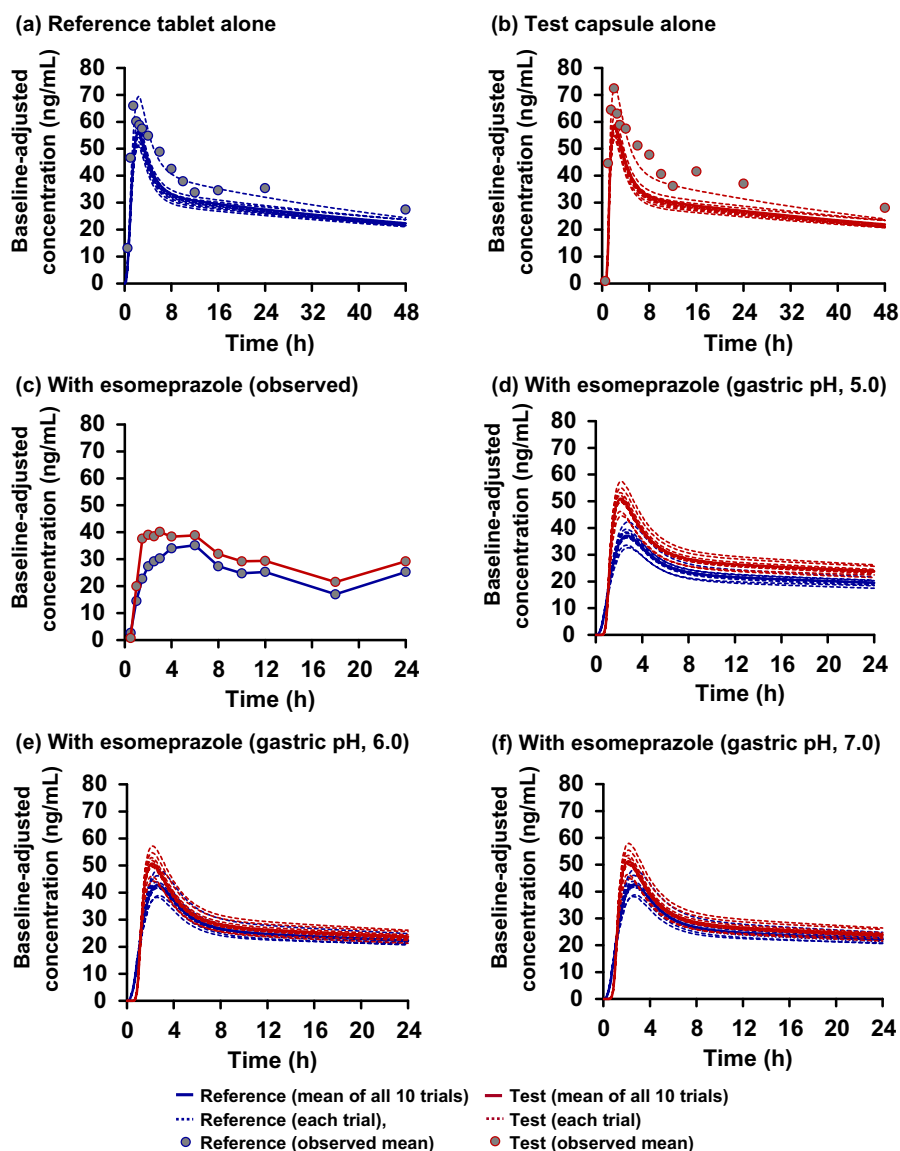 (a) Reference tablet alone
(b) Test capsule alone
Baseline-adjusted
concentration (ng/mL)
80
70
60
50
40
30
20
10
0
0 8 16 24 32 40 48
Time (h)
Baseline-adjusted
concentration (ng/mL)
80
70
60
50
40
30
20
10
0
0 8 16 24 32 40 48
Time (h)
(c) With esomeprazole (observed)
(d) With esomeprazole (gastric pH, 5.0)
Baseline-adjusted
concentration (ng/mL)
80
70
60
50
40
30
20
10
0
0 4 8 12 16 20 24
Time (h)
Baseline-adjusted
concentration (ng/mL)
80
70
60
50
40
30
20
10
0
0 4 8 12 16 20 24
Time (h)
(e) With esomeprazole (gastric pH, 6.0)
(f) With esomeprazole (gastric pH, 7.0)
Baseline-adjusted
concentration (ng/mL)
80
70
60
50
40
30
20
10
0
0 4 8 12 16 20 24
Time (h)
Baseline-adjusted
concentration (ng/mL)
80
70
60
50
40
30
20
10
0
0 4 8 12 16 20 24
Time (h)
Reference (mean of all 10 trials)
Test (mean of all 10 trials)
Reference (each trial),
Test (each trial)
Reference (observed mean)
Test (observed mean)